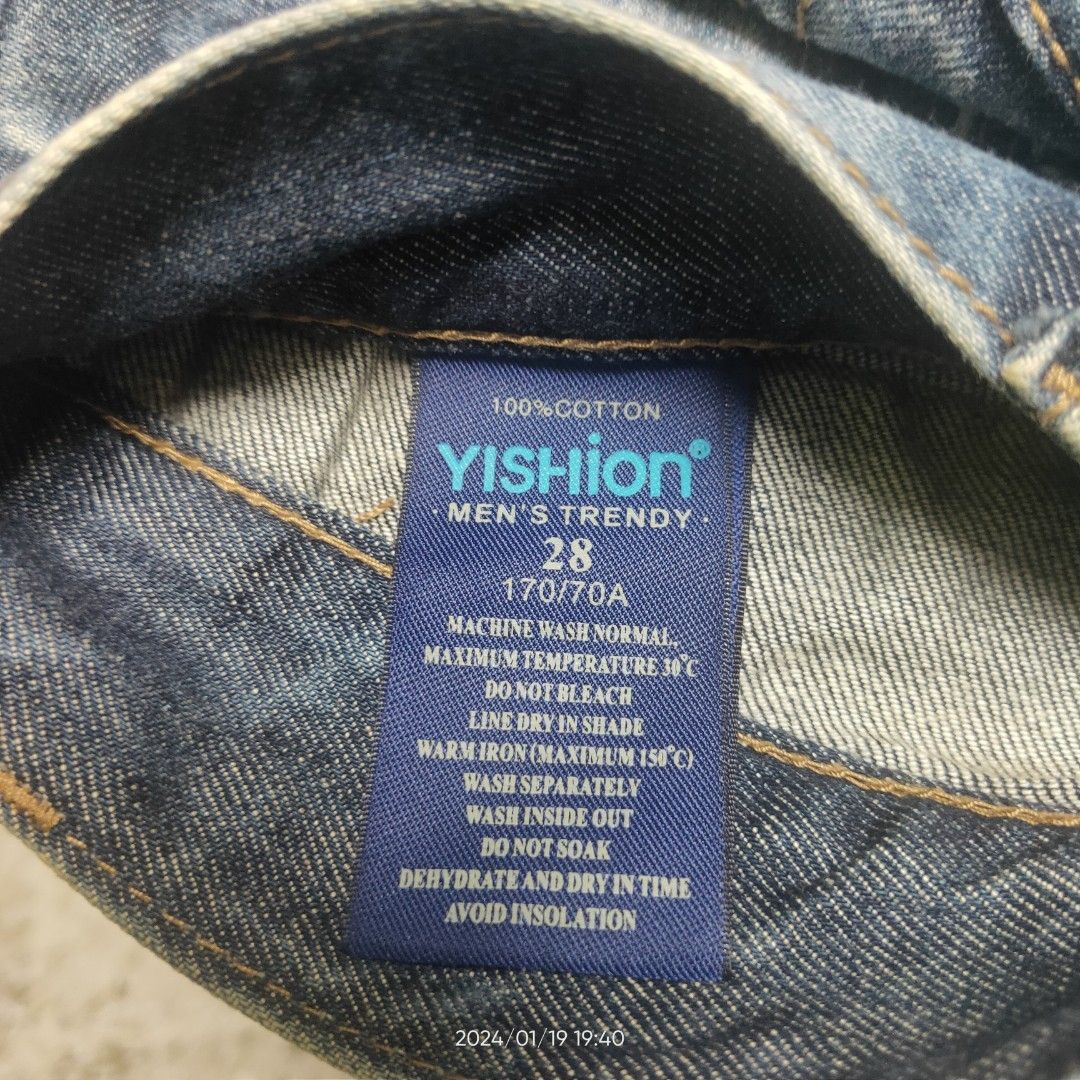 100%COTTON
YISHion®
· MEN'S TRENDY ·
28
170/70A
MACHINE WASH NORMAL,
MAXIMUM TEMPERATURE 30°C
DO NOT BLEACH
LINE DRY IN SHADE
WARM IRON (MAXIMUM 150°C)
WASH SEPARATELY
WASH INSIDE OUT
DO NOT SOAK
DEHYDRATE AND DRY IN TIME
AVOID INSOLATION
2024/01/19 19:40